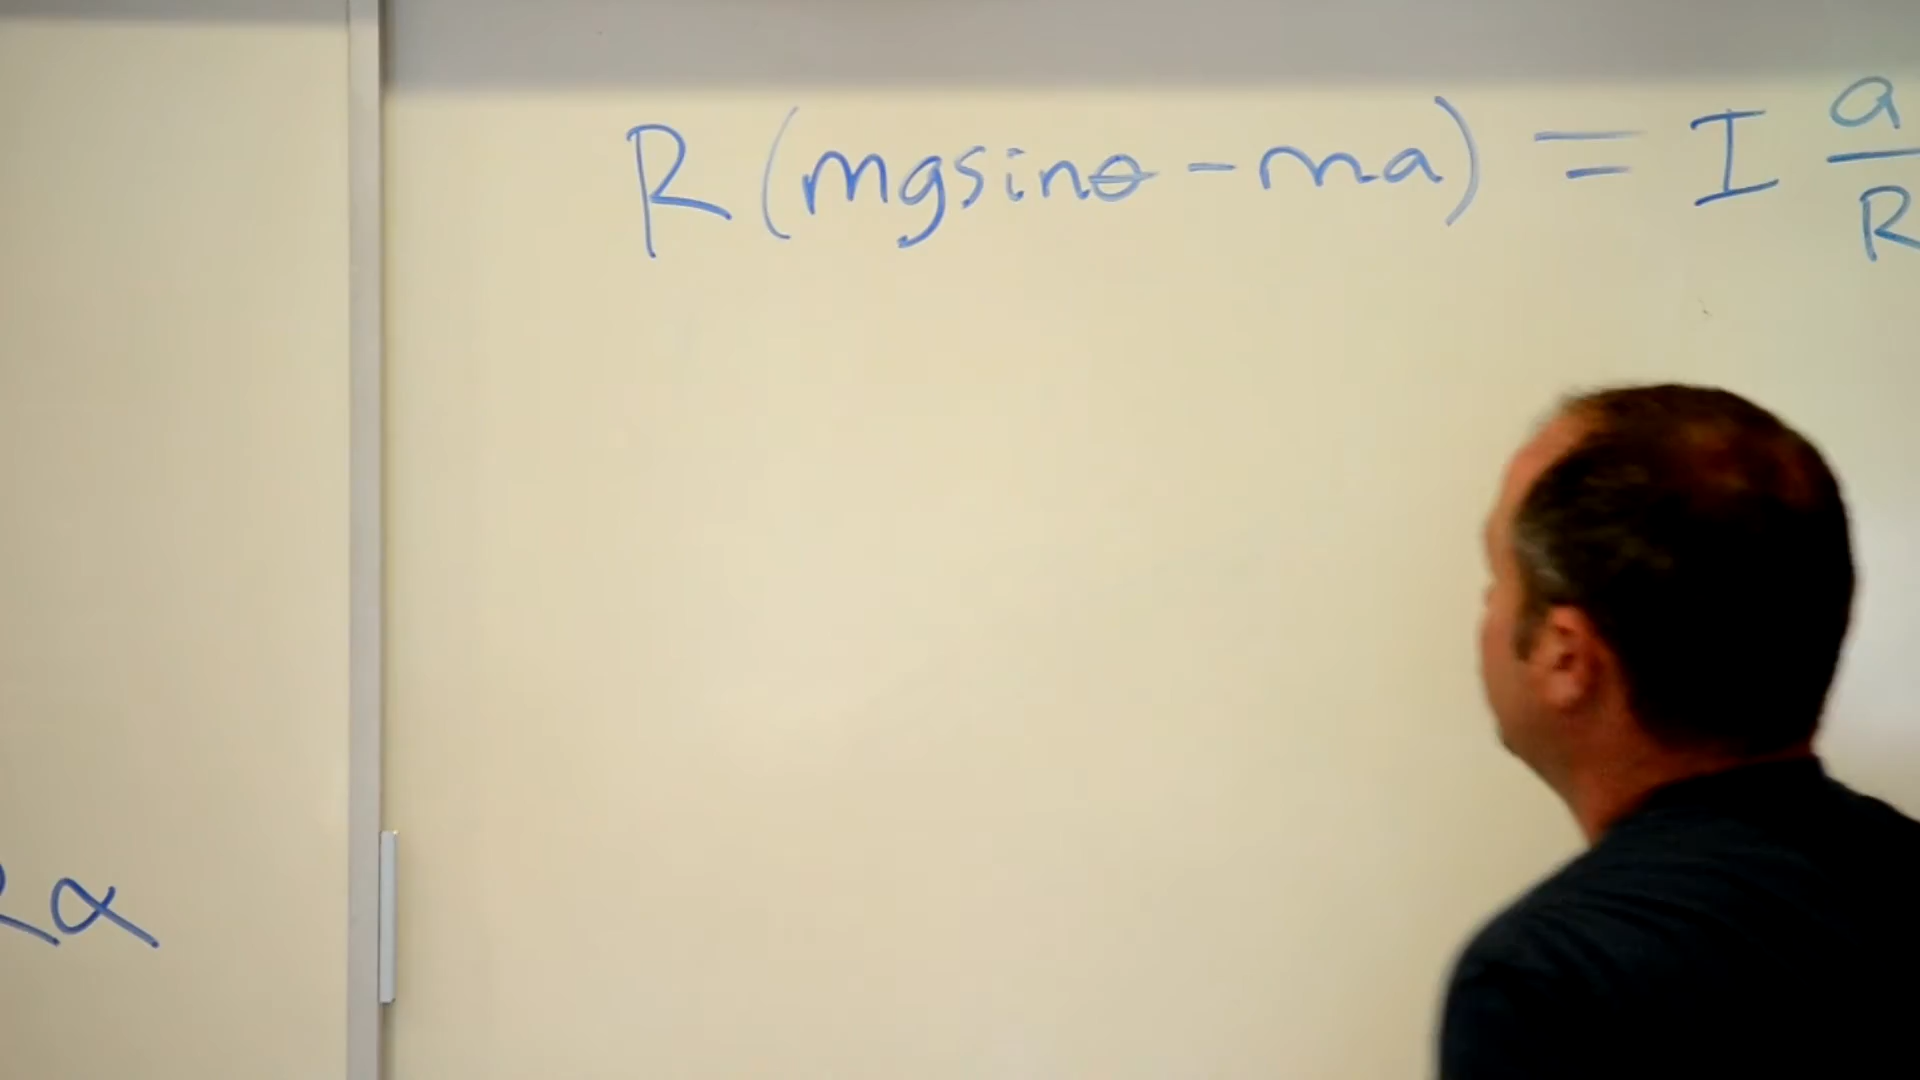 R(mgsinθ - ma) = I a/R
Rα